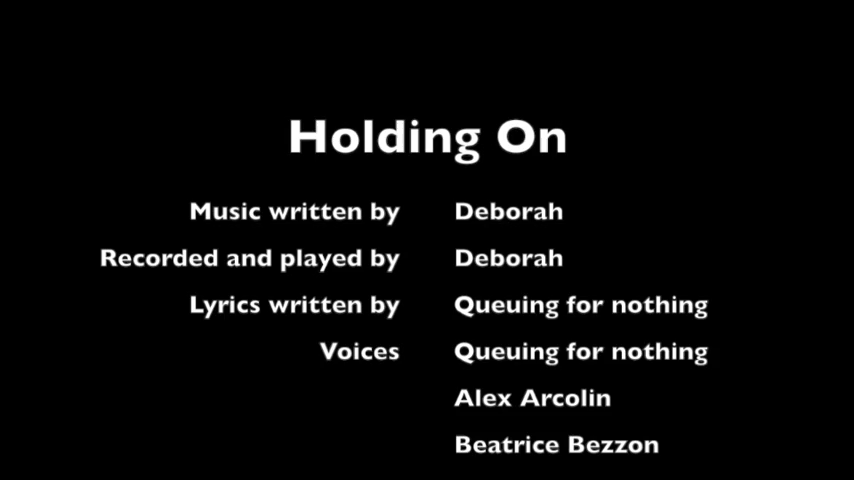 Holding On
Music written by Deborah
Recorded and played by Deborah
Lyrics written by Queuing for nothing
Voices Queuing for nothing
Alex Arcolin
Beatrice Bezzon